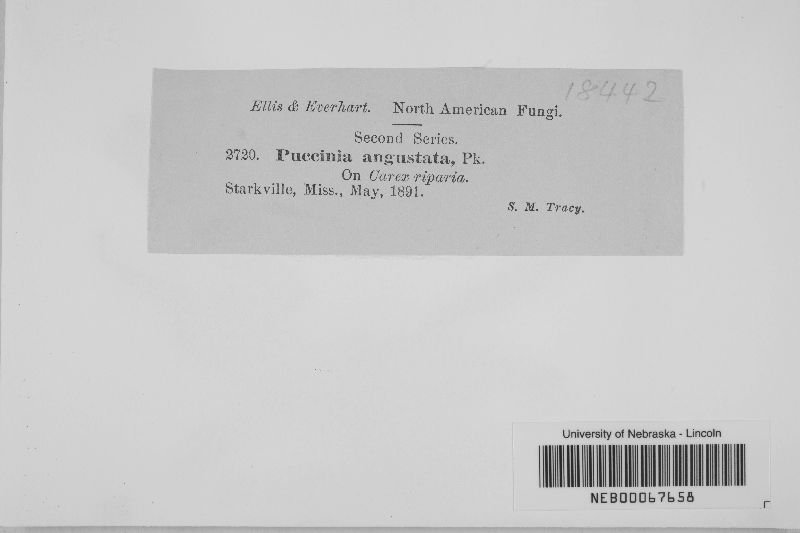 18442
Ellis & Everhart. North American Fungi.
Second Series.
2720. Puccinia angustata, Pk.
On Carex riparia.
Starkville, Miss., May, 1891.
S. M. Tracy.
University of Nebraska - Lincoln
NEB00067658